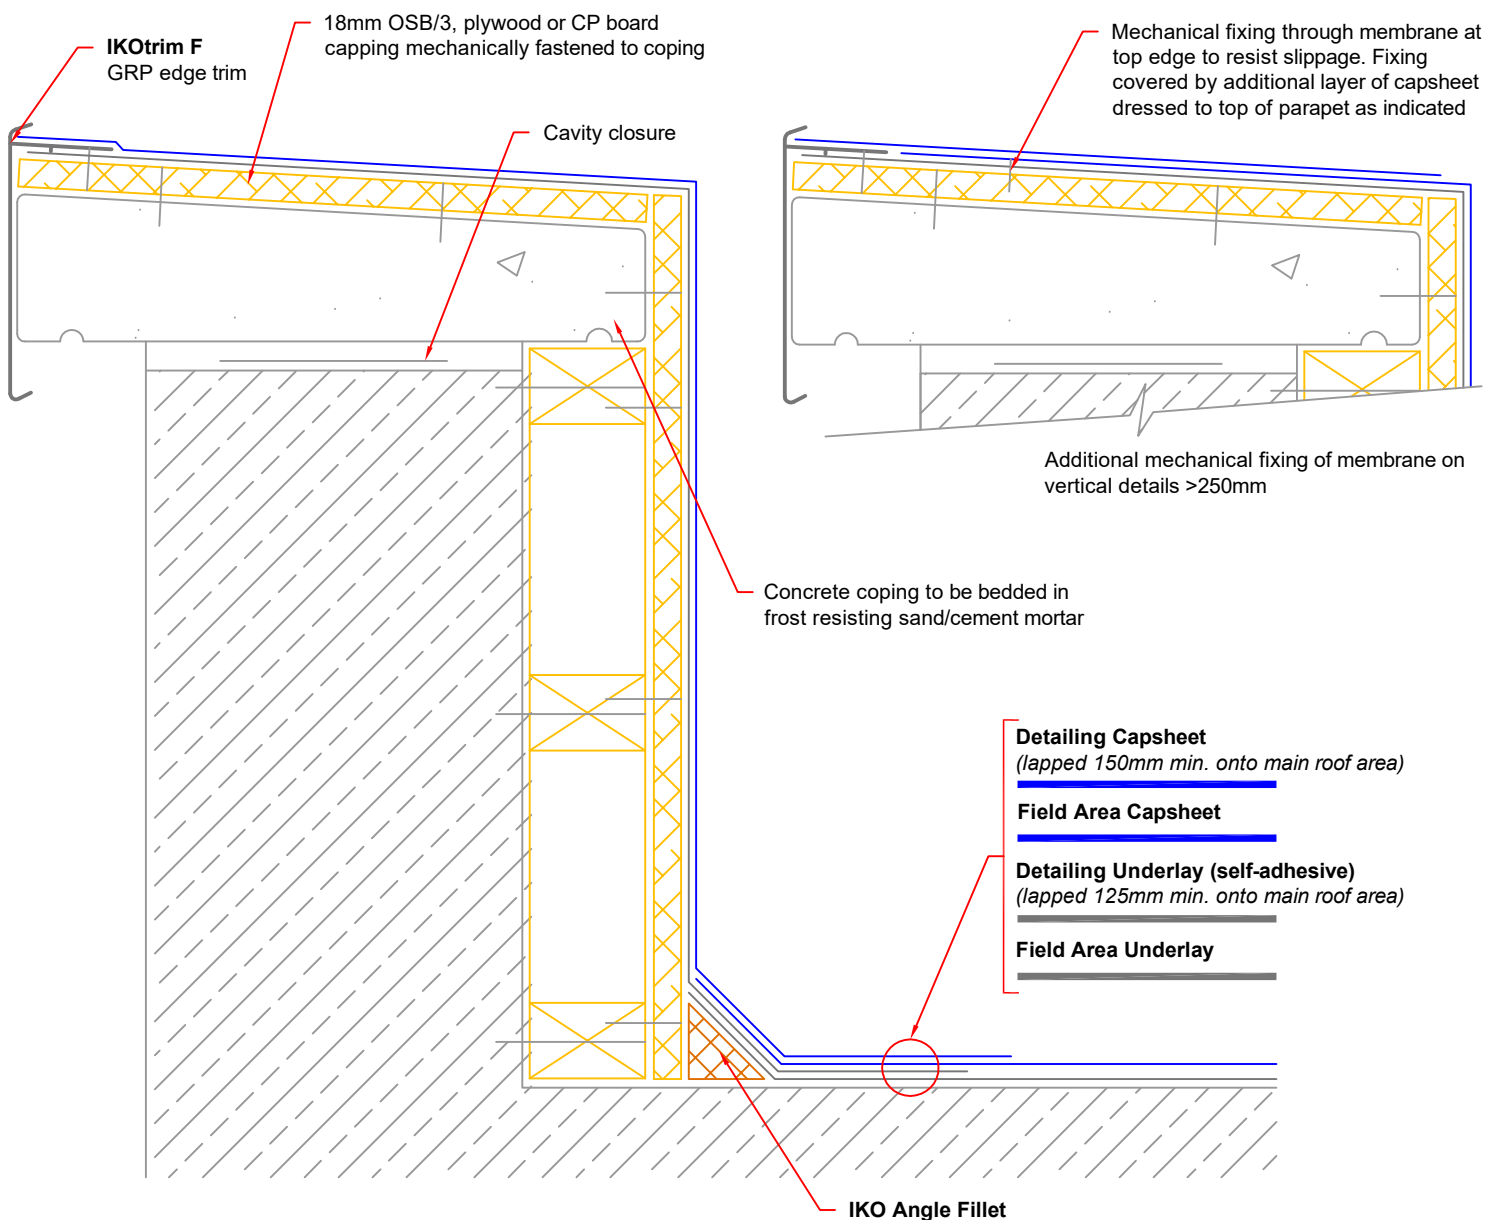 IKOtrim F
GRP edge trim
18mm OSB/3, plywood or CP board
capping mechanically fastened to coping
Cavity closure
Mechanical fixing through membrane at
top edge to resist slippage. Fixing
covered by additional layer of capsheet
dressed to top of parapet as indicated
Additional mechanical fixing of membrane on
vertical details >250mm
Concrete coping to be bedded in
frost resisting sand/cement mortar
Detailing Capsheet
(lapped 150mm min. onto main roof area)
Field Area Capsheet
Detailing Underlay (self-adhesive)
(lapped 125mm min. onto main roof area)
Field Area Underlay
IKO Angle Fillet